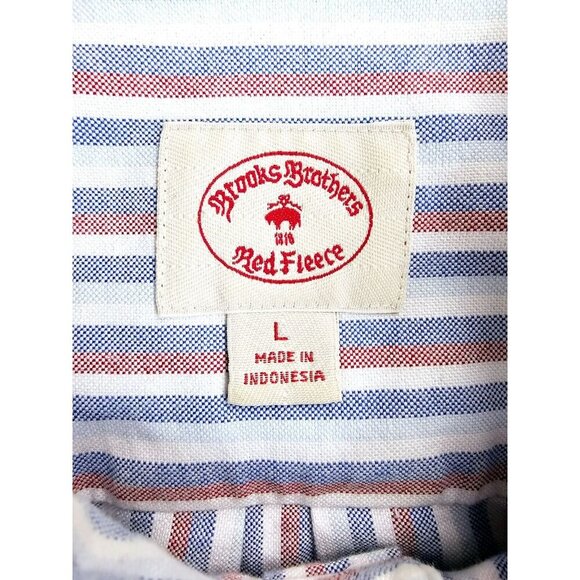 Brooks Brothers
1818
Red Fleece
L
MADE IN
INDONESIA